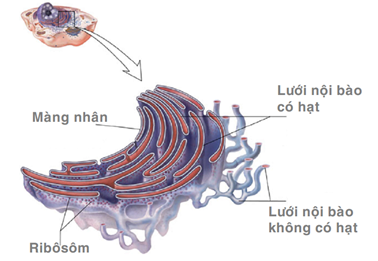 Màng nhân
Lưới nội bào
có hạt
Lưới nội bào
không có hạt
Ribôsôm